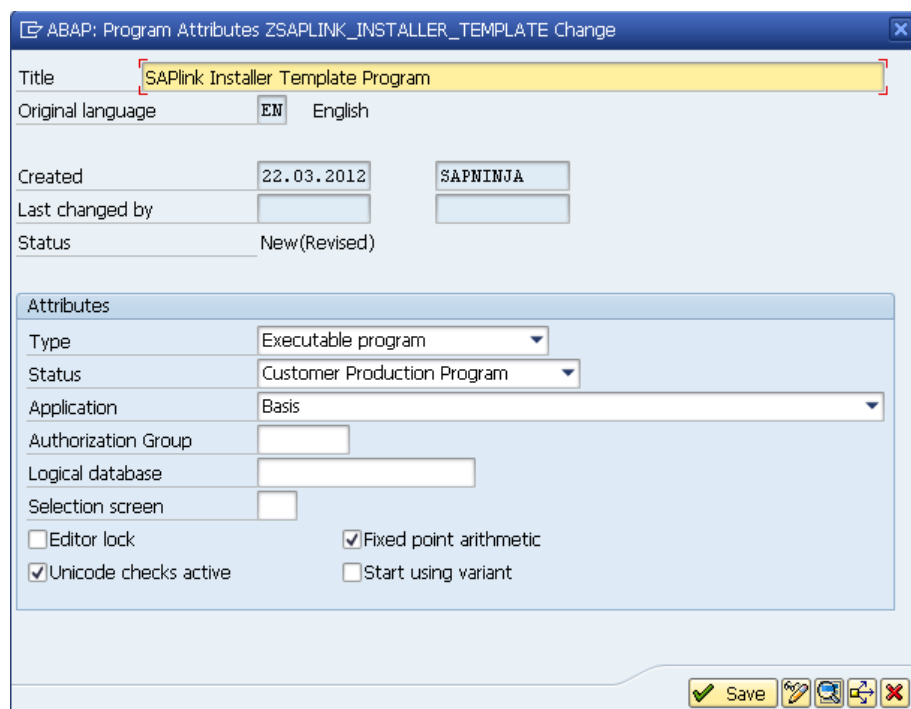 ABAP: Program Attributes ZSAPLINK_INSTALLER_TEMPLATE Change
Title SAPlink Installer Template Program
Original language EN English
Created 22.03.2012 SAPNINJA
Last changed by
Status New(Revised)
Attributes
Type Executable program
Status Customer Production Program
Application Basis
Authorization Group
Logical database
Selection screen
Editor lock Fixed point arithmetic
Unicode checks active Start using variant
Save